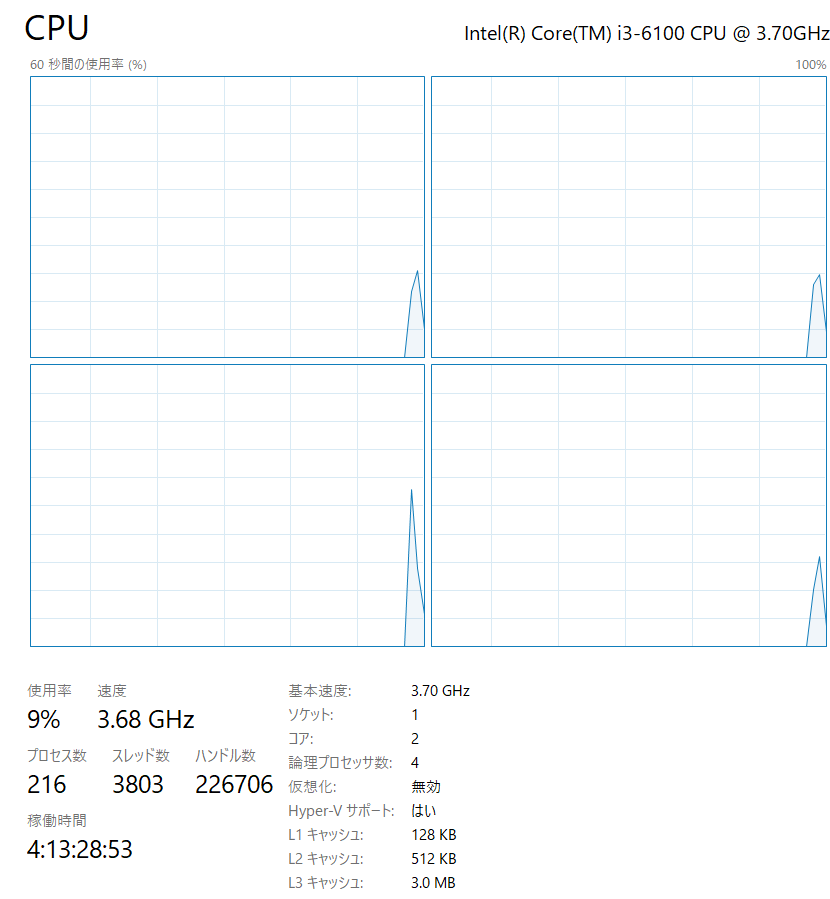 CPU
Intel(R) Core(TM) i3-6100 CPU @ 3.70GHz
60 秒間の使用率 (%)
100%
使用率 速度
9% 3.68 GHz
プロセス数 スレッド数 ハンドル数
216 3803 226706
稼働時間
4:13:28:53
基本速度: 3.70 GHz
ソケット: 1
コア: 2
論理プロセッサ数: 4
仮想化: 無効
Hyper-V サポート: はい
L1 キャッシュ: 128 KB
L2 キャッシュ: 512 KB
L3 キャッシュ: 3.0 MB